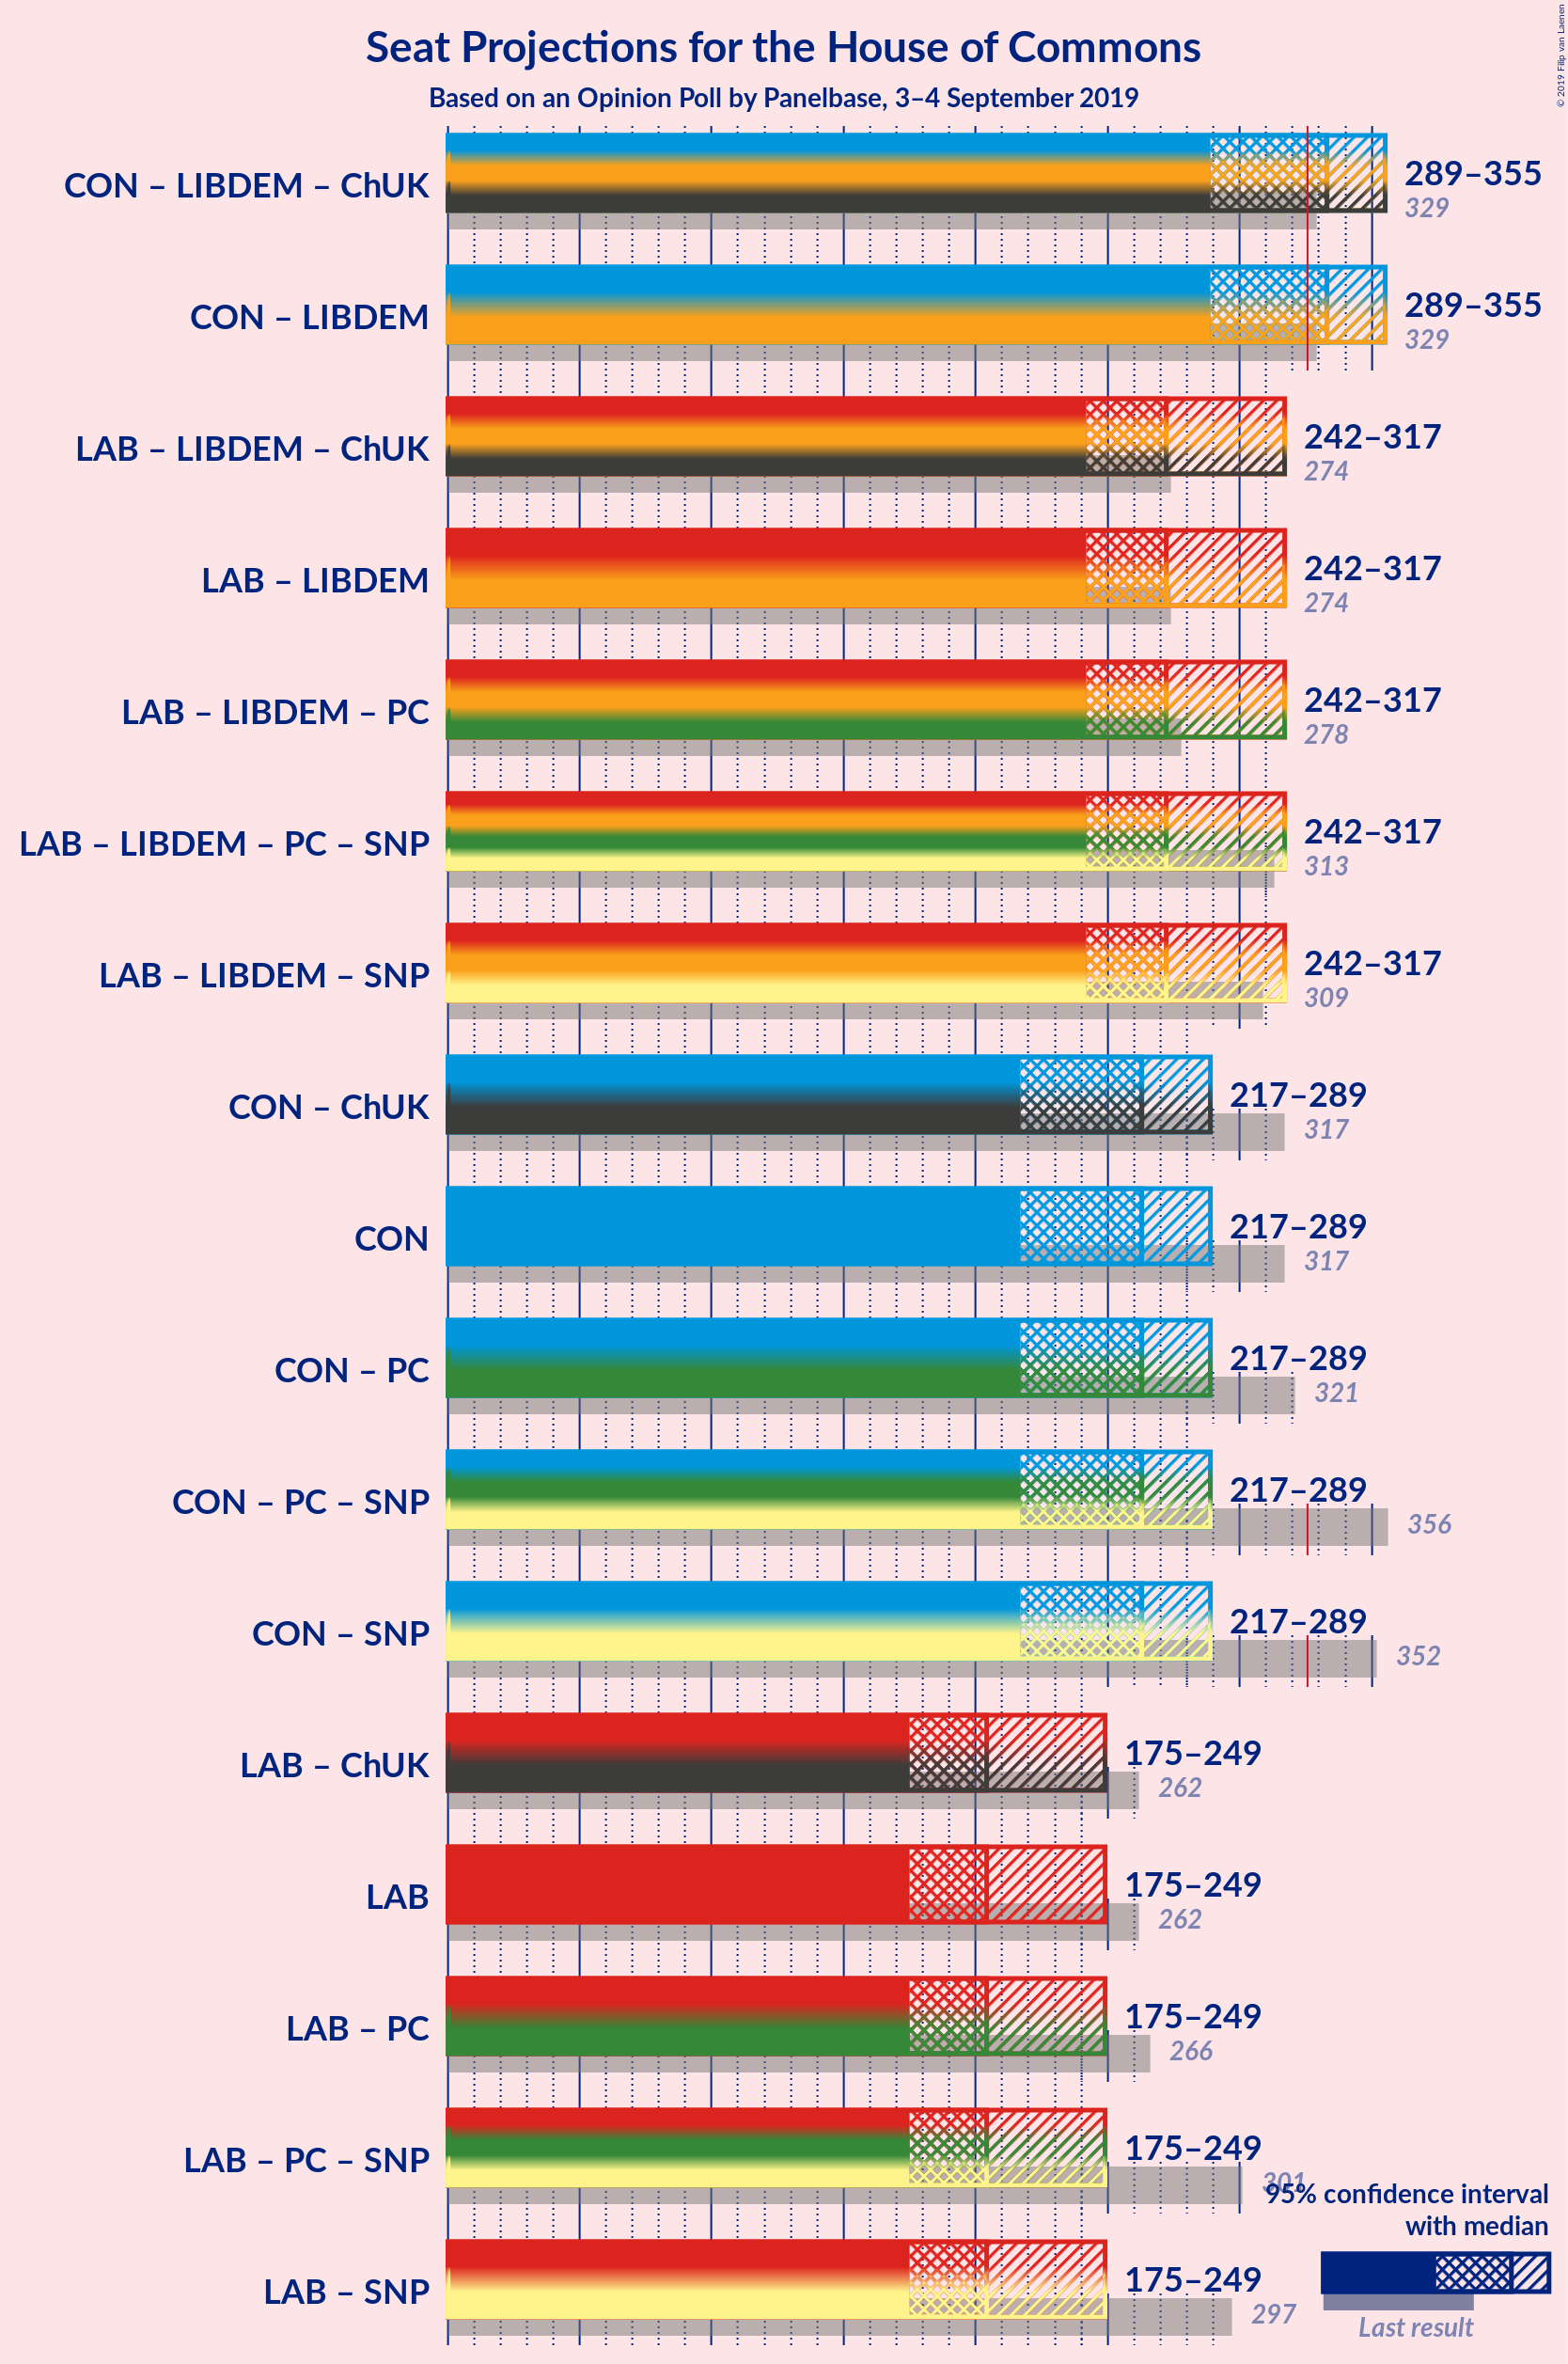 © 2019 Filip van Laenen
Seat Projections for the House of Commons
Based on an Opinion Poll by Panelbase, 3–4 September 2019
CON – LIBDEM – ChUK
289–355
329
CON – LIBDEM
289–355
329
LAB – LIBDEM – ChUK
242–317
274
LAB – LIBDEM
242–317
274
LAB – LIBDEM – PC
242–317
278
LAB – LIBDEM – PC – SNP
242–317
313
LAB – LIBDEM – SNP
242–317
309
CON – ChUK
217–289
317
CON
217–289
317
CON – PC
217–289
321
CON – PC – SNP
217–289
356
CON – SNP
217–289
352
LAB – ChUK
175–249
262
LAB
175–249
262
LAB – PC
175–249
266
LAB – PC – SNP
175–249
301
LAB – SNP
175–249
297
95% confidence interval
with median
Last result